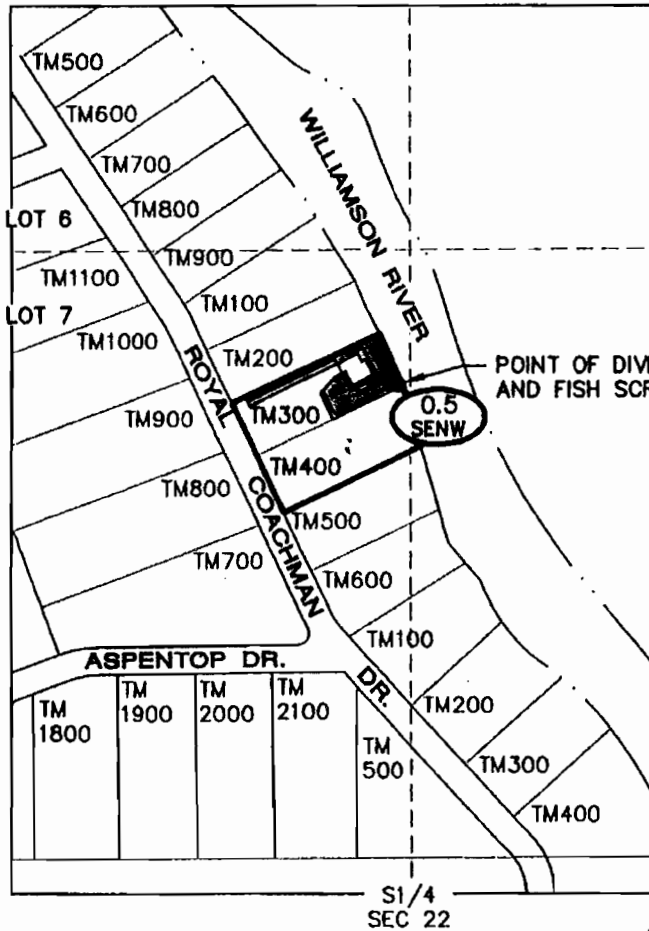 TM500
TM600
TM700
TM800
TM900
TM100
TM200
TM300
TM400
TM500
TM600
TM100
TM200
TM300
TM400
WILLIAMSON RIVER
LOT 6
LOT 7
TM1100
TM1000
TM900
TM800
TM700
ROYAL COACHMAN DR.
POINT OF
AND FISH
0.5
SENW
ASPENTOP DR.
TM
1800
TM
1900
TM
2000
TM
2100
TM
500
S1/4
SEC 22